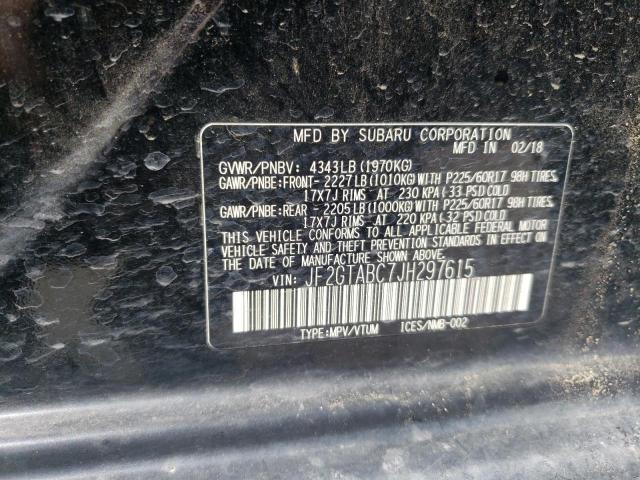 MFD BY SUBARU CORPORATION
MFD IN 02/18
GVWR/PNBV: 4343LB (1970KG)
GAWR/PNBE:FRONT- 2227LB (1010KG) WITH P225/60R17 98H TIRES,
17X7J RIMS AT 230 KPA ( 33 PSI) COLD
GAWR/PNBE:REAR - 2205LB (1000KG) WITH P225/60R17 98H TIRES,
17X7J RIMS AT 220 KPA ( 32 PSI) COLD
THIS VEHICLE CONFORMS TO ALL APPLICABLE FEDERAL MOTOR
VEHICLE SAFETY AND THEFT PREVENTION STANDARDS IN EFFECT ON
THE DATE OF MANUFACTURE SHOWN ABOVE.
VIN: JF2GTABC7JH297615
TYPE:MPV/VTUM ICES/NMB-002